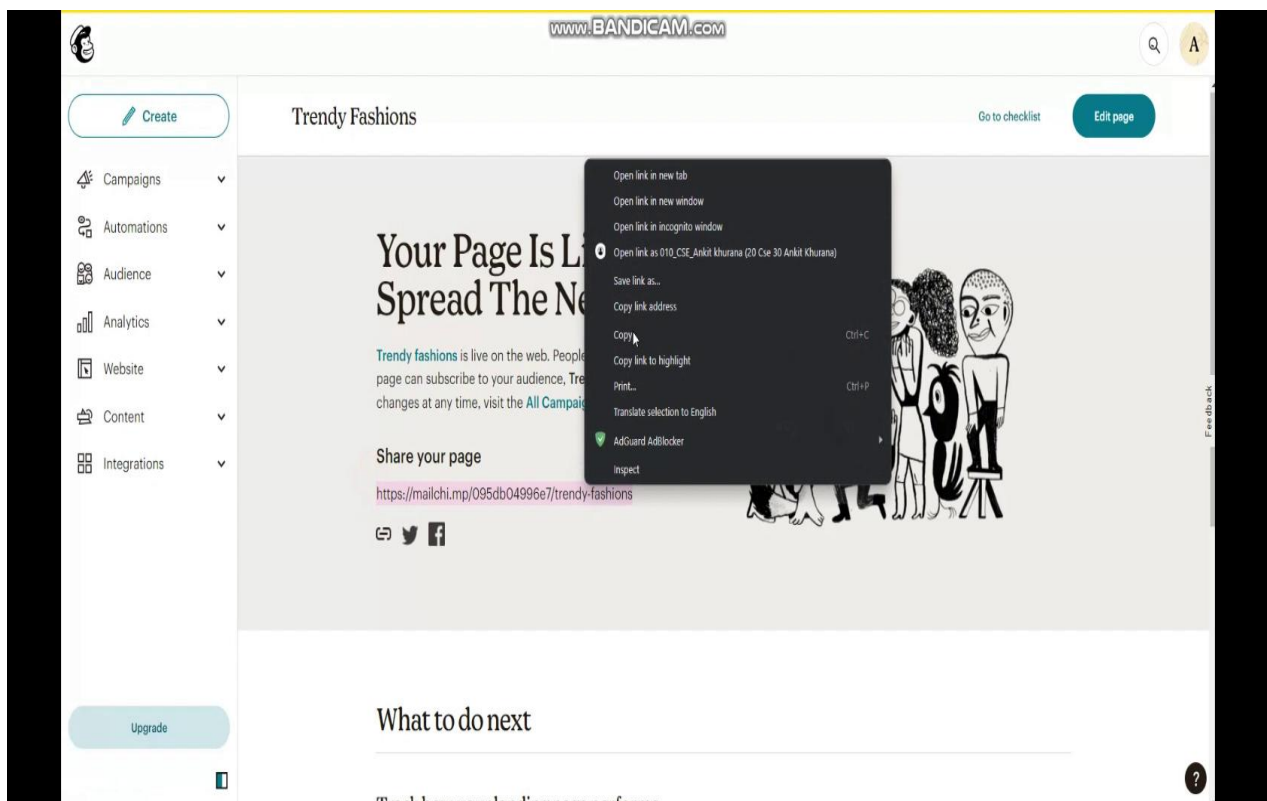 www.BANDICAM.com
A
Create
Trendy Fashions
Go to checklist
Edit page
Campaigns
Automations
Audience
Analytics
Website
Content
Integrations
Upgrade
Your Page Is
Spread The
Trendy fashions is live on the web. People
page can subscribe to your audience,
changes at any time, visit the All
Share your page
https://mailchi.mp/095db04996e7/trendy-fashions
Open link in new tab
Open link in new window
Open link in incognito window
Open link as 010_CSE_Ankit khurana (20 Cse 30 Ankit Khurana)
Save link as...
Copy link address
Copy Ctrl+C
Copy link to highlight
Print... Ctrl+P
Translate selection to English
AdGuard AdBlocker
Inspect
Feedback
What to do next
?